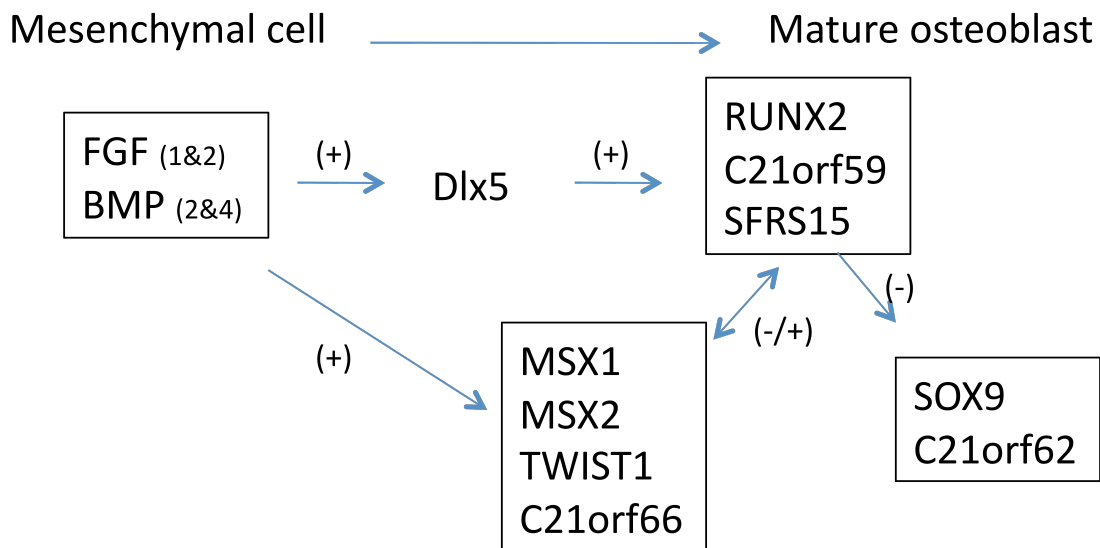 Mesenchymal cell
Mature osteoblast
FGF (1&2)
BMP (2&4)
(+)
Dlx5
(+)
RUNX2
C21orf59
SFRS15
(+)
(-/+)
(-)
MSX1
MSX2
TWIST1
C21orf66
SOX9
C21orf62